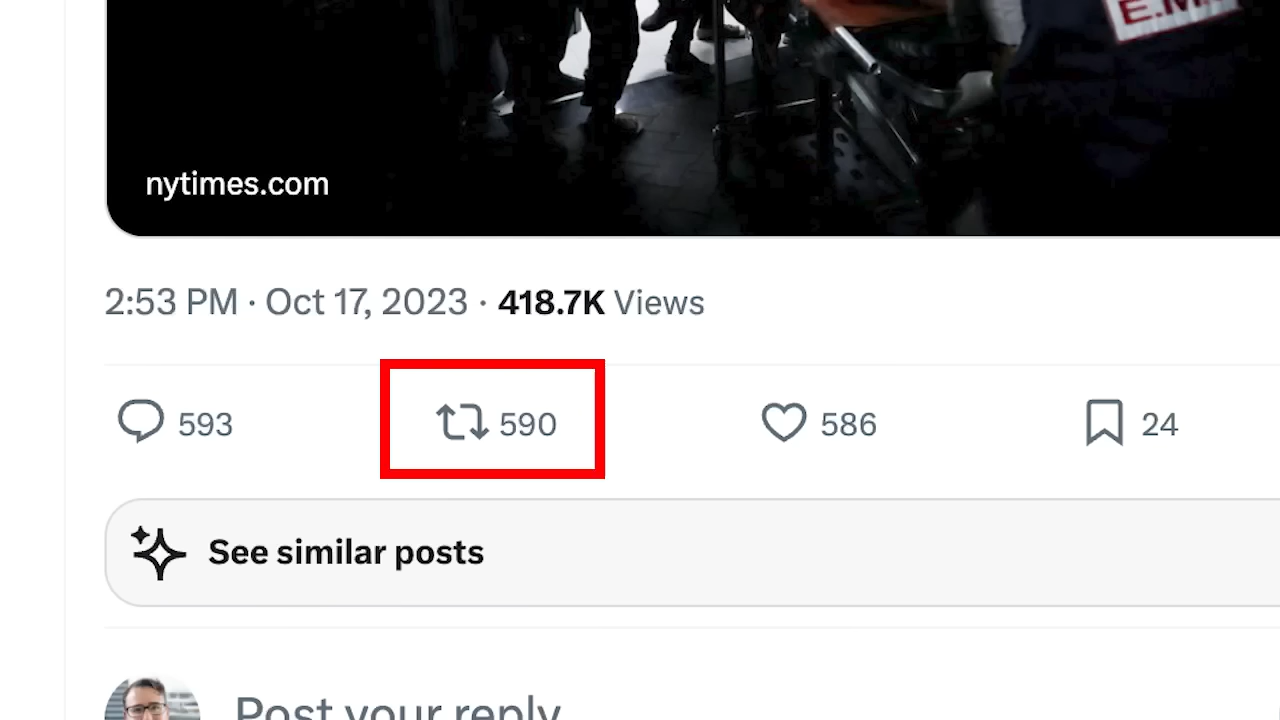 nytimes.com
2:53 PM · Oct 17, 2023 · 418.7K Views
593 590 586 24
See similar posts
Post your reply